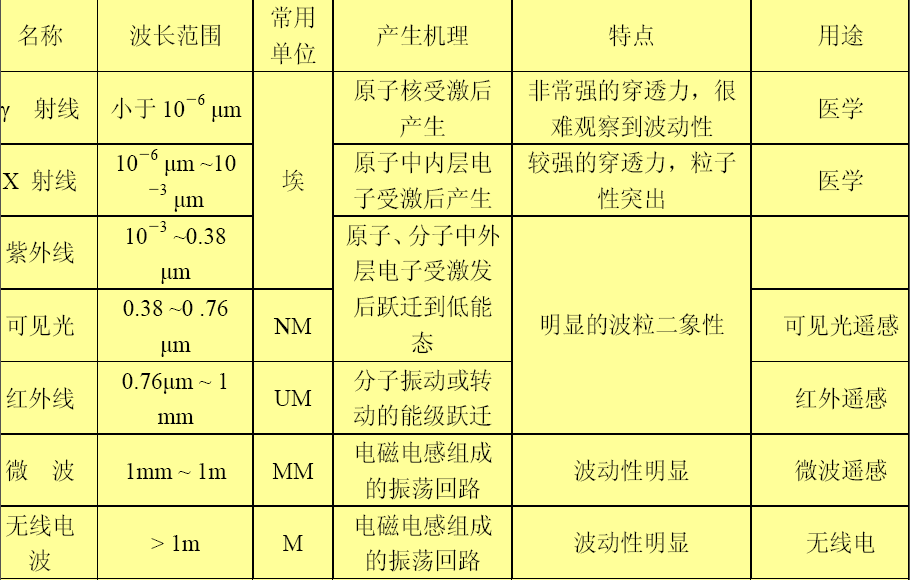 名称
波长范围
常用
单位
产生机理
特点
用途
γ 射线
小于 10⁻⁶ μm
埃
原子核受激后
产生
非常强的穿透力，很
难观察到波动性
医学
X 射线
10⁻⁶ μm ~10
⁻³ μm
原子中内层电
子受激后产生
较强的穿透力，粒子
性突出
医学
紫外线
10⁻³ ~0.38
μm
原子、分子中外
层电子受激发
后跃迁到低能
态
明显的波粒二象性
可见光
0.38 ~0 .76
μm
NM
可见光遥感
红外线
0.76μm ~ 1
mm
UM
分子振动或转
动的能级跃迁
红外遥感
微 波
1mm ~ 1m
MM
电磁电感组成
的振荡回路
波动性明显
微波遥感
无线电
波
> 1m
M
电磁电感组成
的振荡回路
波动性明显
无线电